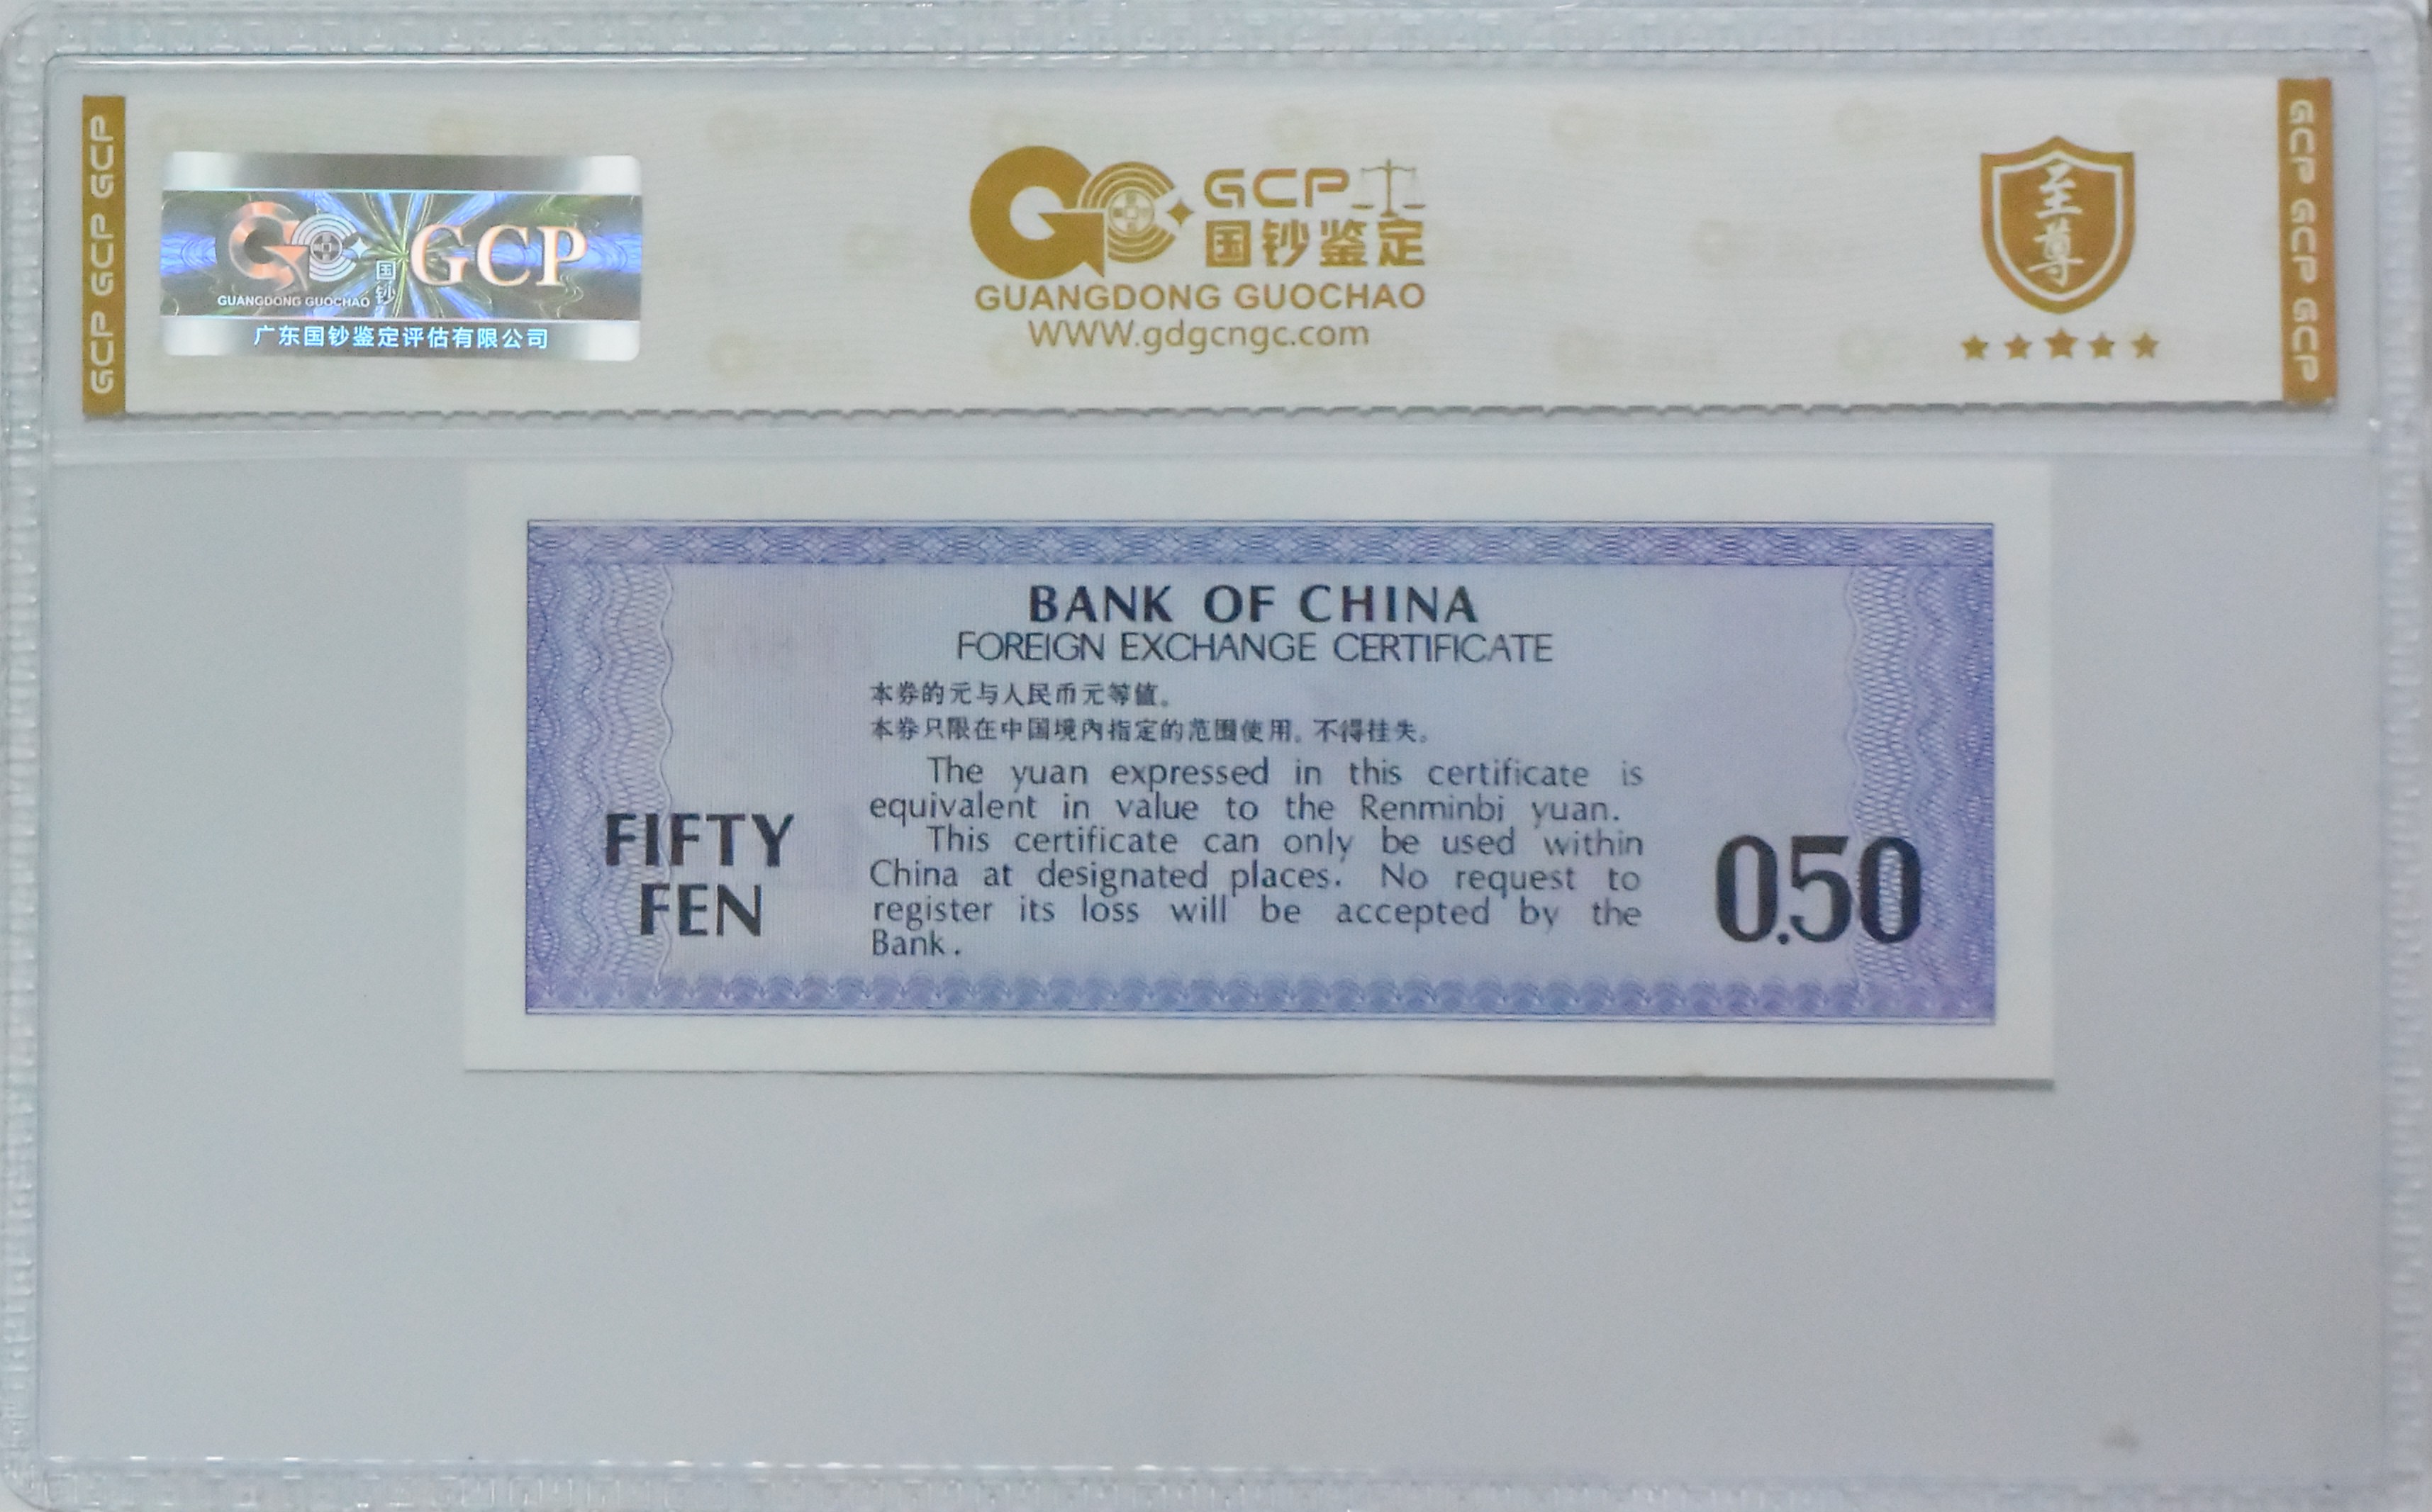 GCP GCP GCP
GCP
国钞
GUANGDONG GUOCHAO
广东国钞鉴定评估有限公司
GCP
国钞鉴定
GUANGDONG GUOCHAO
WWW.gdgcngc.com
至尊
GCP GCP GCP
BANK OF CHINA
FOREIGN EXCHANGE CERTIFICATE
本券的元与人民币元等值。
本券只限在中国境内指定的范围使用,不得挂失。
The yuan expressed in this certificate is
equivalent in value to the Renminbi yuan.
This certificate can only be used within
China at designated places. No request to
register its loss will be accepted by the
Bank.
FIFTY
FEN
0.50